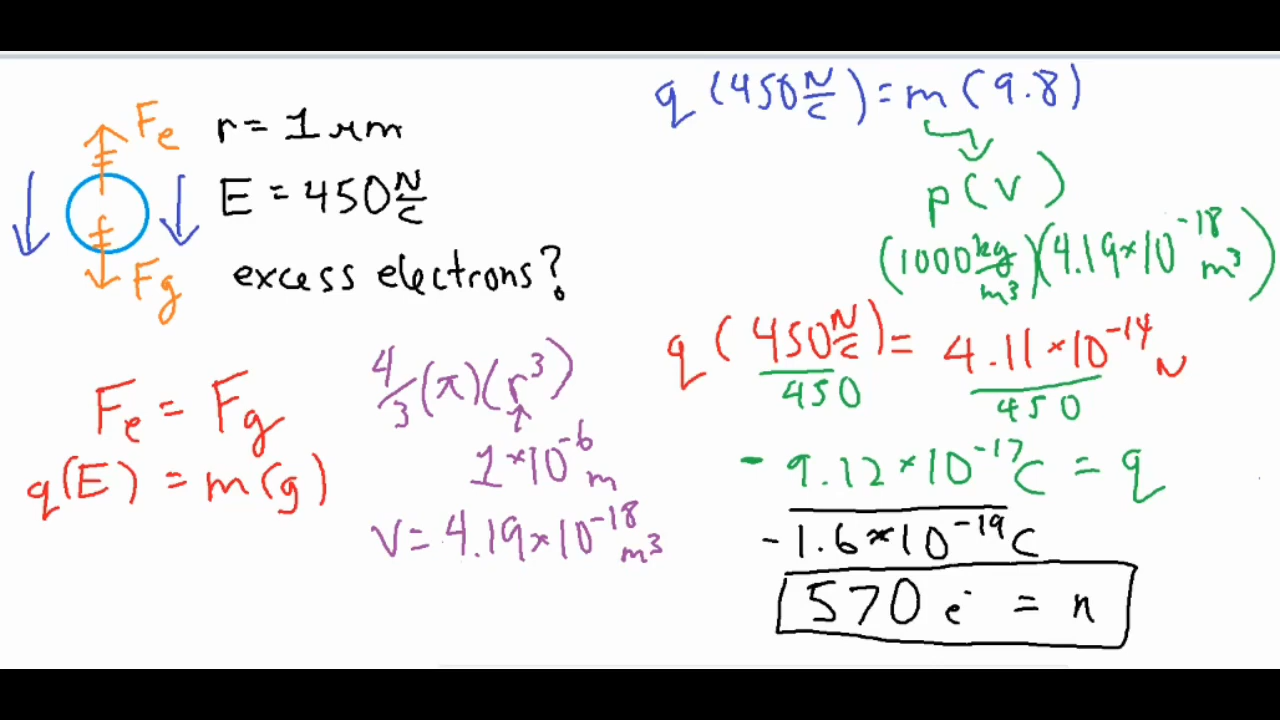 Fe
r = 1 μm
E = 450 N/C
Fg
excess electrons?
Fe = Fg
q(E) = m(g)
4/3 (π)(r³)
1*10⁻⁶ m
V = 4.19*10⁻¹⁸ m³
q (450 N/C) = m (9.8)
p(V)
(1000 kg/m³)(4.19*10⁻¹⁸ m³)
q (450 N/C) = 4.11*10⁻¹⁴ N
450 450
-9.12*10⁻¹⁷ C = q
-1.6*10⁻¹⁹ C
570 e⁻ = n